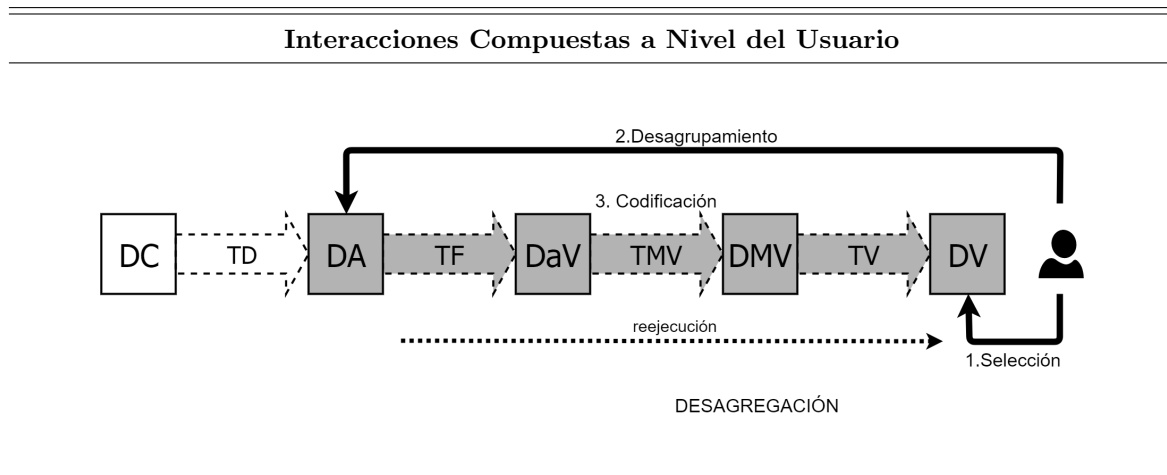 Interacciones Compuestas a Nivel del Usuario
2.Desagrupamiento
3. Codificación
DC TD DA TF DaV TMV DMV TV DV
reejecución
1.Selección
DESAGREGACIÓN